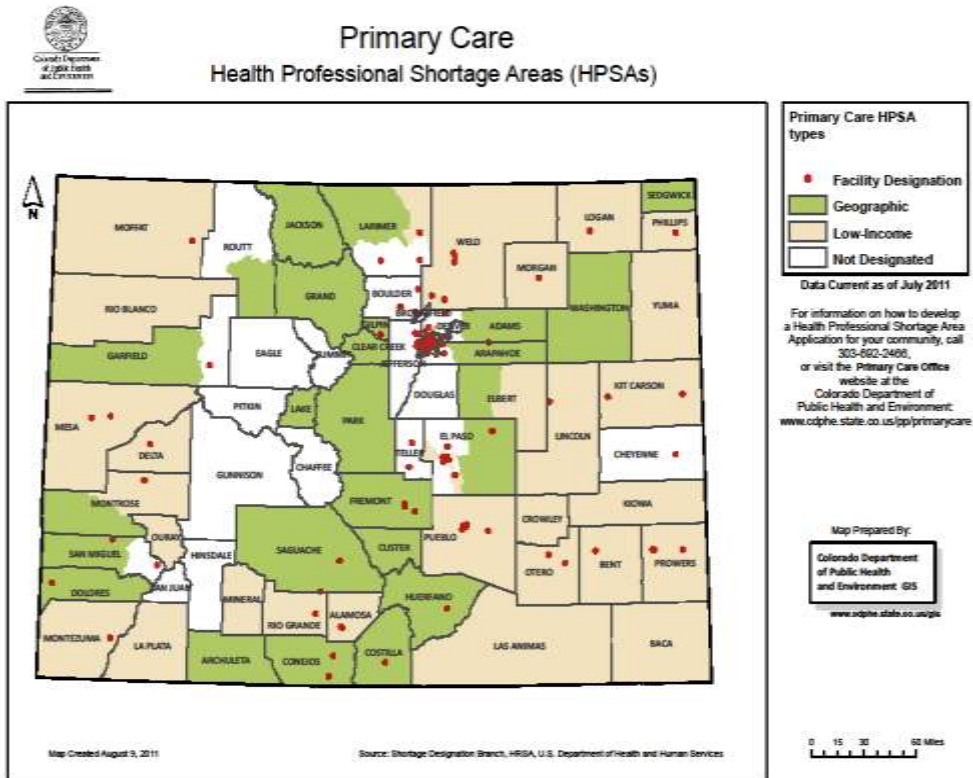 Colorado Department
of Public Health
and Environment
Primary Care
Health Professional Shortage Areas (HPSAs)
N
MOFFAT
ROUTT
JACKSON
LARIMER
WELD
LOGAN
SEDGWICK
PHILLIPS
MORGAN
RIO BLANCO
GRAND
BOULDER
WASHINGTON
YUMA
GILPIN
DENVER
ADAMS
GARFIELD
EAGLE
CLEAR CREEK
ARAPAHOE
JEFFERSON
PITKIN
LAKE
PARK
DOUGLAS
ELBERT
KIT CARSON
MESA
DELTA
LINCOLN
GUNNISON
CHAFFEE
TELLER
EL PASO
CHEYENNE
MONTROSE
FREMONT
KIOWA
OURAY
CROWLEY
SAN MIGUEL
HINSDALE
SAGUACHE
CUSTER
PUEBLO
OTERO
BENT
PROWERS
DOLORES
SAN JUAN
MINERAL
HUERFANO
RIO GRANDE
ALAMOSA
MONTEZUMA
LA PLATA
ARCHULETA
CONEJOS
COSTILLA
LAS ANIMAS
BACA
Map Created August 9, 2011
Source: Shortage Designation Branch, HRSA, U.S. Department of Health and Human Services
Primary Care HPSA
types
Facility Designation
Geographic
Low-Income
Not Designated
Data Current as of July 2011
For information on how to develop
a Health Professional Shortage Area
Application for your community, call
303-692-2466,
or visit the Primary Care Office
website at the
Colorado Department of
Public Health and Environment:
www.cdphe.state.co.us/pp/primarycare
Map Prepared By:
Colorado Department
of Public Health
and Environment GIS
www.cdphe.state.co.us/gis
0 15 30 60 Miles